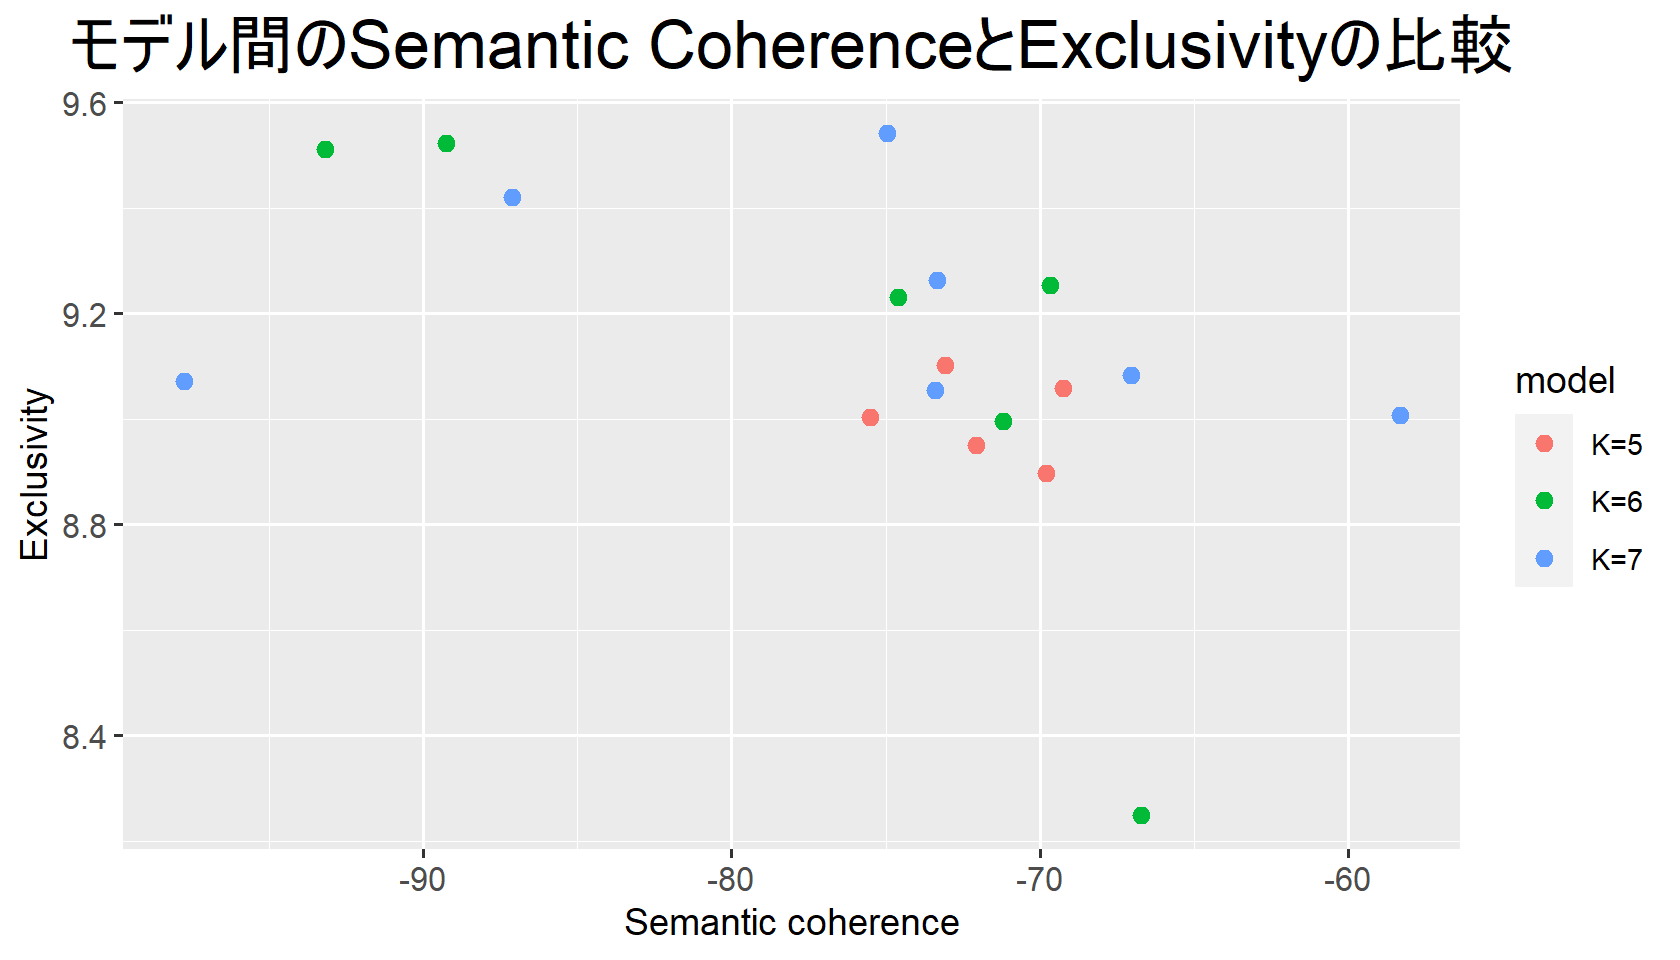 モデル間のSemantic CoherenceとExclusivityの比較
9.6
9.2
8.8
8.4
Exclusivity
-90
-80
-70
-60
Semantic coherence
model
K=5
K=6
K=7